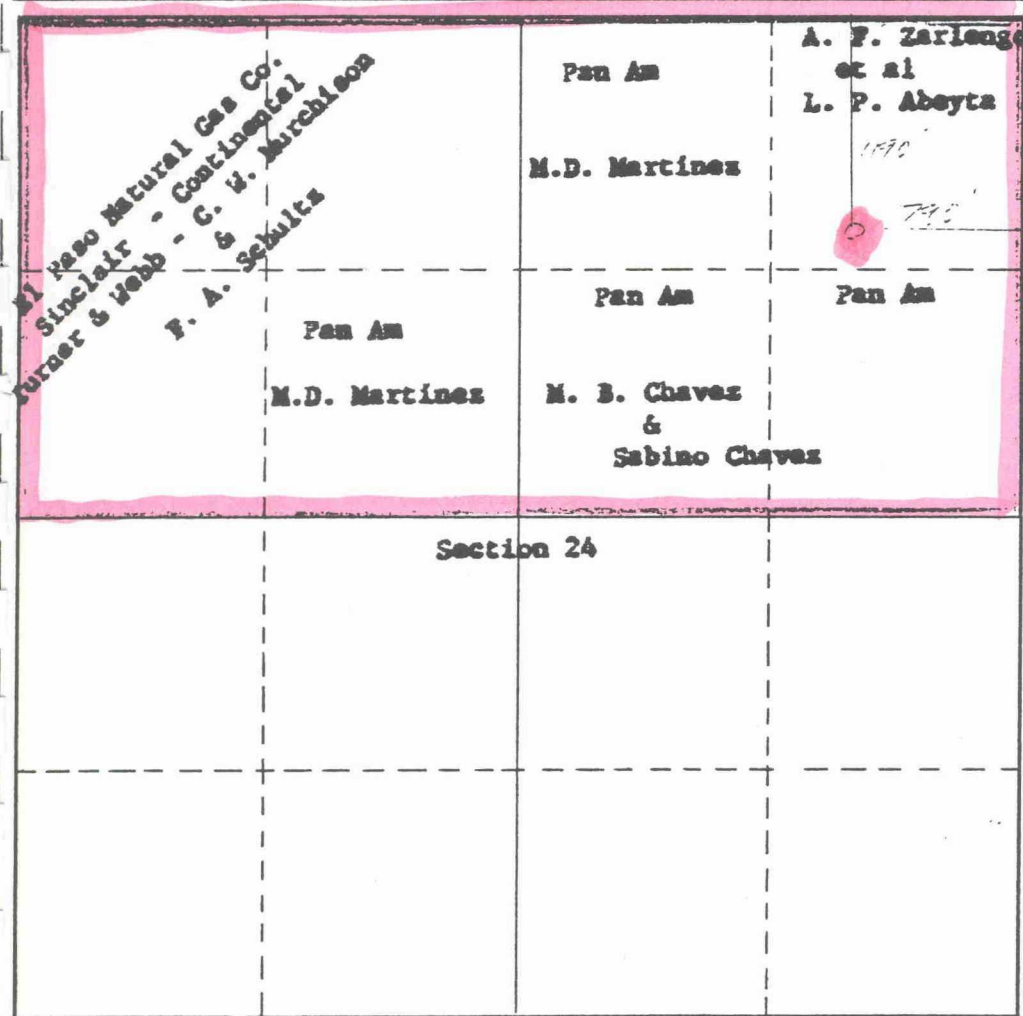 El Paso Natural Gas Co.
Sinclair - Continental
Turner & Webb - C. W. Murchison
&
F. A. Schultz
Pan Am
M.D. Martinez
A. F. Zarlengo
et al
L. P. Abeyta
790'
Pan Am
M.D. Martinez
Pan Am
M. B. Chavez
&
Sabino Chavez
Pan Am
Section 24